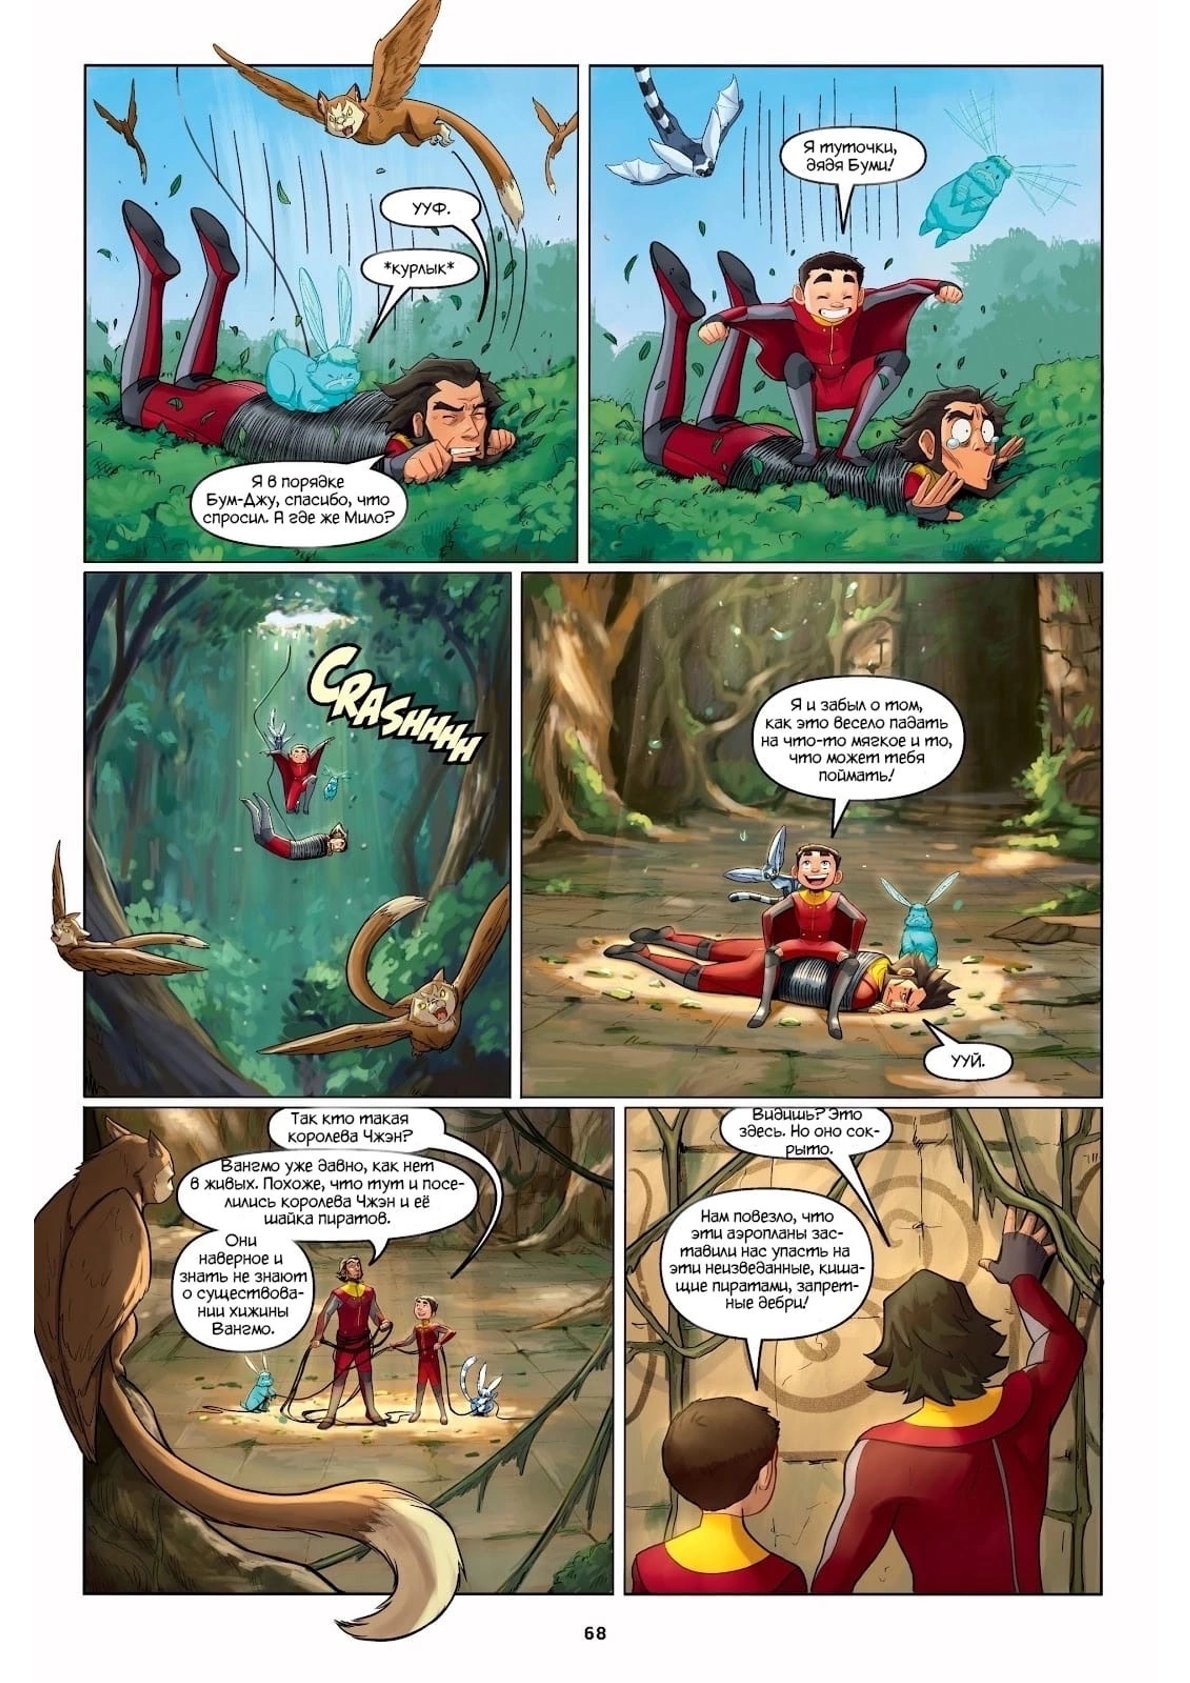 УУФ.
*КУРЛЫК*
Я в порядке
Бум-Джу, спасибо, что
спросил. А где же Мило?
Я туточки,
дядя Буми!
CRASHHHH
Я и забыл о том,
как это весело падать
на что-то мягкое и то,
что может тебя
поймать!
УУЙ.
Так кто такая
королева Чжэн?
Вангмо уже давно, как нет
в живых. Похоже, что тут и посе-
лились королева Чжэн и её
шайка пиратов.
Они
наверное и
знать не знают
о существова-
нии хижины
Вангмо.
Видишь? Это
здесь. Но оно сок-
рыто.
Нам повезло, что
эти аэропланы зас-
тавили нас упасть на
эти неизведанные, киша-
щие пиратами, запрет-
ные дебри!
68